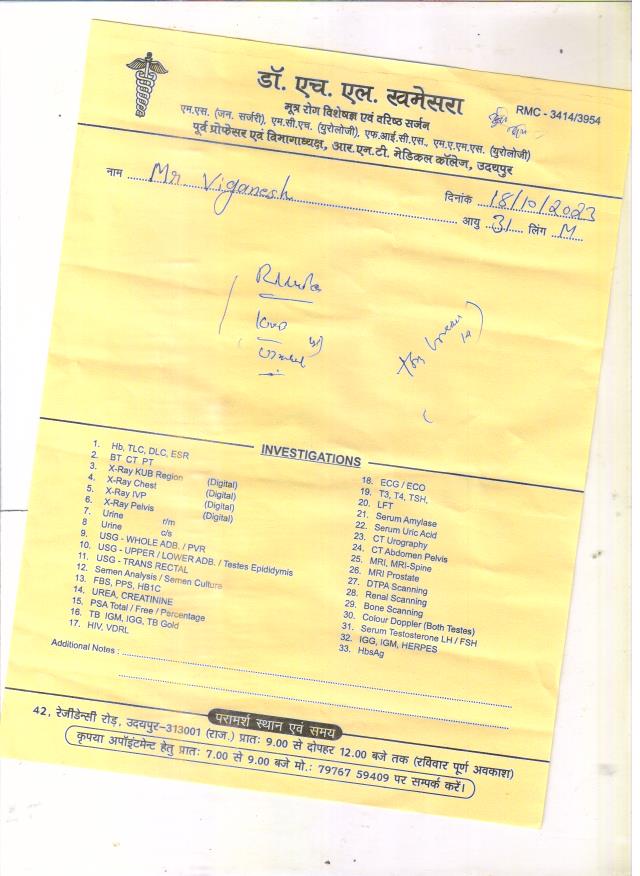 डॉ. एच. एल. खमेसरा
RMC - 3414/3954
मूत्र रोग विशेषज्ञ एवं वरिष्ठ सर्जन
एम.एस. (जन. सर्जरी), एम.सी.एच. (यूरोलोजी), एफ.आई.सी.एस., एम.ए.एम.एस. (यूरोलोजी)
पूर्व प्रोफेसर एवं विभागाध्यक्ष, आर.एन.टी. मेडिकल कॉलेज, उदयपुर
नाम Mr Viganesh
दिनांक 18/10/2023
आयु 31 लिंग M
INVESTIGATIONS
1. Hb, TLC, DLC, ESR
2. BT CT PT
3. X-Ray KUB Region (Digital)
4. X-Ray Chest (Digital)
5. X-Ray IVP (Digital)
6. X-Ray Pelvis (Digital)
7. Urine r/m
8 Urine c/s
9. USG - WHOLE ADB. / PVR
10. USG - UPPER / LOWER ADB. / Testes Epididymis
11. USG - TRANS RECTAL
12. Semen Analysis / Semen Culture
13. FBS, PPS, HB1C
14. UREA, CREATININE
15. PSA Total / Free / Percentage
16. TB IGM, IGG, TB Gold
17. HIV, VDRL
18. ECG / ECO
19. T3, T4, TSH,
20. LFT
21. Serum Amylase
22. Serum Uric Acid
23. CT Urography
24. CT Abdomen Pelvis
25. MRI, MRI-Spine
26. MRI Prostate
27. DTPA Scanning
28. Renal Scanning
29. Bone Scanning
30. Colour Doppler (Both Testes)
31. Serum Testosterone LH / FSH
32. IGG, IGM, HERPES
33. HbsAg
Additional Notes :
परामर्श स्थान एवं समय
42, रेजीडेन्सी रोड़, उदयपुर-313001 (राज.) प्रातः 9.00 से दोपहर 12.00 बजे तक (रविवार पूर्ण अवकाश)
कृपया अपॉइंटमेन्ट हेतु प्रातः 7.00 से 9.00 बजे मो.: 79767 59409 पर सम्पर्क करें।